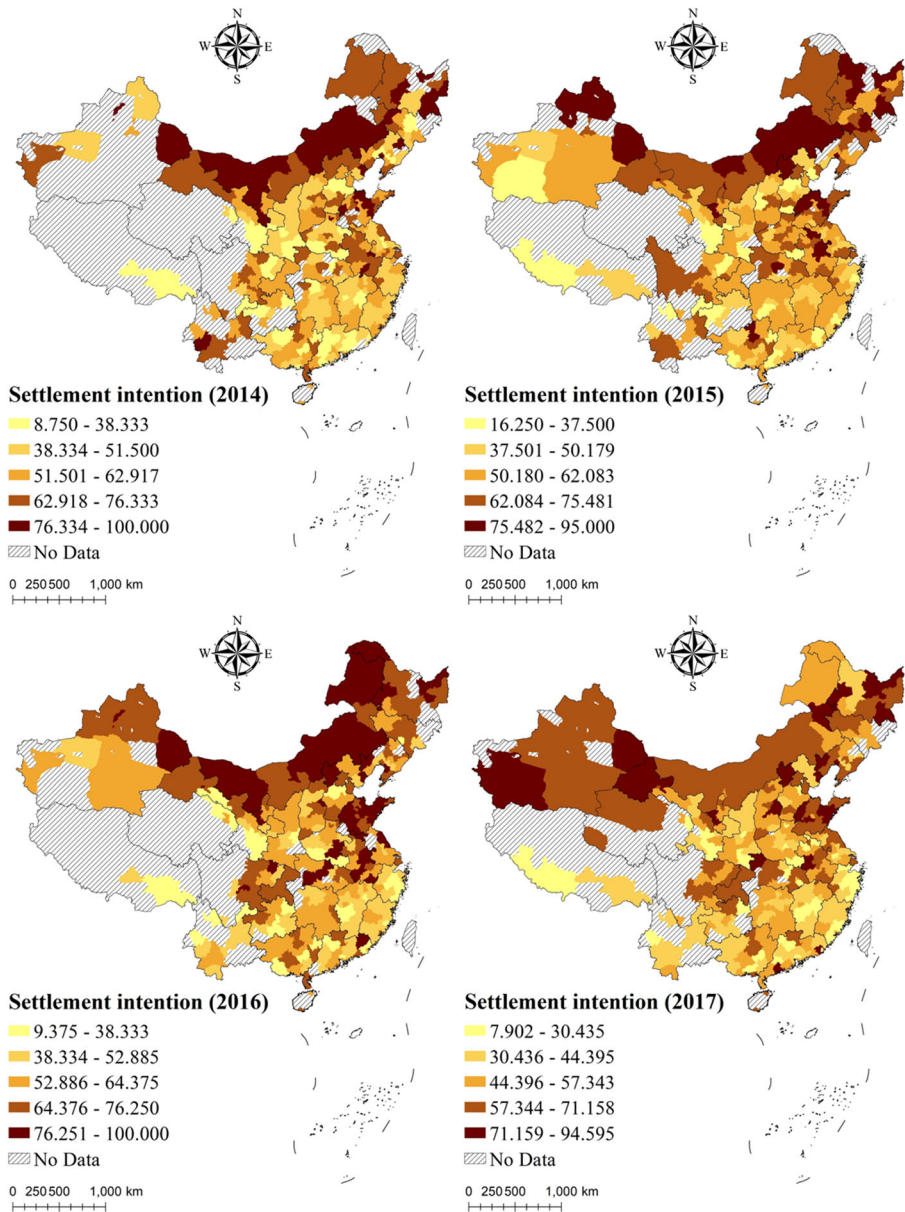 N
W E
S
Settlement intention (2014)
8.750 - 38.333
38.334 - 51.500
51.501 - 62.917
62.918 - 76.333
76.334 - 100.000
No Data
0 250 500 1,000 km
N
W E
S
Settlement intention (2015)
16.250 - 37.500
37.501 - 50.179
50.180 - 62.083
62.084 - 75.481
75.482 - 95.000
No Data
0 250 500 1,000 km
N
W E
S
Settlement intention (2016)
9.375 - 38.333
38.334 - 52.885
52.886 - 64.375
64.376 - 76.250
76.251 - 100.000
No Data
0 250 500 1,000 km
N
W E
S
Settlement intention (2017)
7.902 - 30.435
30.436 - 44.395
44.396 - 57.343
57.344 - 71.158
71.159 - 94.595
No Data
0 250 500 1,000 km